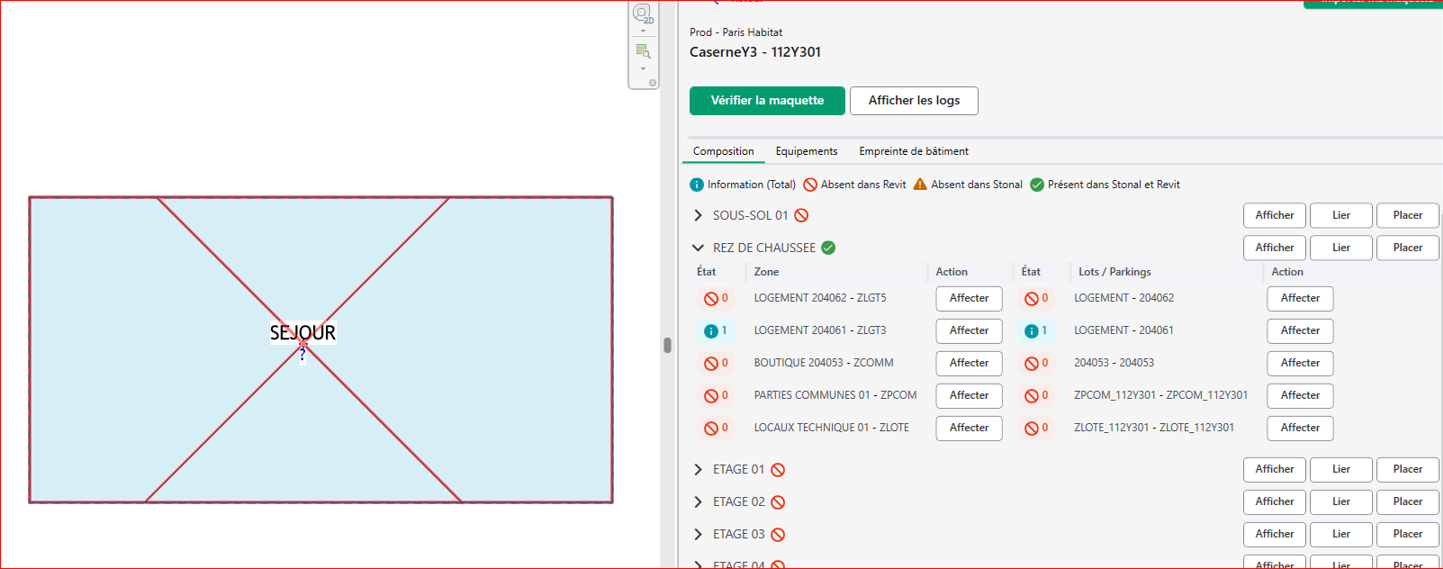 2D
SEJOUR
?
Retour
Importer ma maquette
Prod - Paris Habitat
CaserneY3 - 112Y301
Vérifier la maquette Afficher les logs
Composition Equipements Empreinte de bâtiment
Information (Total) Absent dans Revit Absent dans Stonal Présent dans Stonal et Revit
SOUS-SOL 01 Afficher Lier Placer
REZ DE CHAUSSEE Afficher Lier Placer
État Zone Action État Lots / Parkings Action
0 LOGEMENT 204062 - ZLGT5 Affecter 0 LOGEMENT - 204062 Affecter
1 LOGEMENT 204061 - ZLGT3 Affecter 1 LOGEMENT - 204061 Affecter
0 BOUTIQUE 204053 - ZCOMM Affecter 0 204053 - 204053 Affecter
0 PARTIES COMMUNES 01 - ZPCOM Affecter 0 ZPCOM_112Y301 - ZPCOM_112Y301 Affecter
0 LOCAUX TECHNIQUE 01 - ZLOTE Affecter 0 ZLOTE_112Y301 - ZLOTE_112Y301 Affecter
ETAGE 01 Afficher Lier Placer
ETAGE 02 Afficher Lier Placer
ETAGE 03 Afficher Lier Placer
ETAGE 04 Afficher Lier Placer